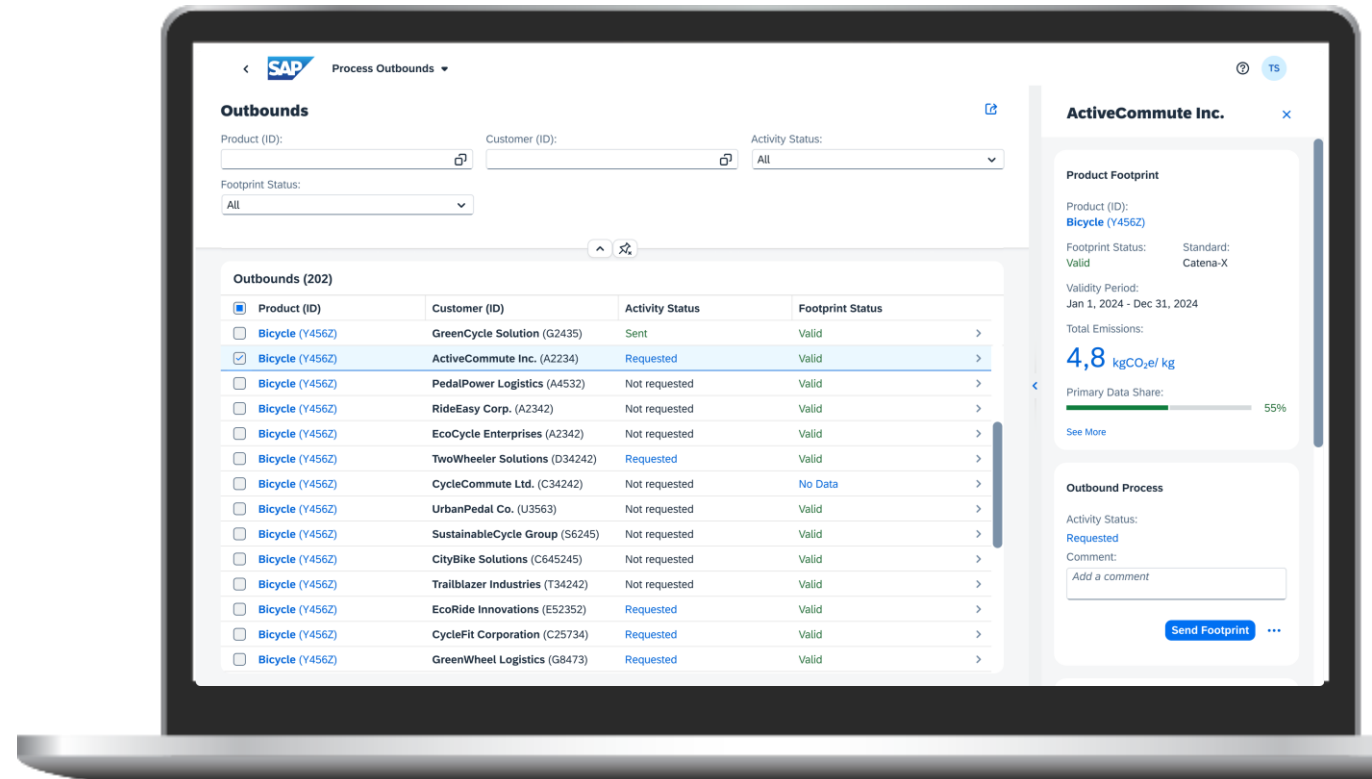 SAP Process Outbounds TS
Outbounds
Product (ID): Customer (ID): Activity Status:
All
Footprint Status:
All
Outbounds (202)
Product (ID) Customer (ID) Activity Status Footprint Status
Bicycle (Y456Z) GreenCycle Solution (G2435) Sent Valid
Bicycle (Y456Z) ActiveCommute Inc. (A2234) Requested Valid
Bicycle (Y456Z) PedalPower Logistics (A4532) Not requested Valid
Bicycle (Y456Z) RideEasy Corp. (A2342) Not requested Valid
Bicycle (Y456Z) EcoCycle Enterprises (A2342) Not requested Valid
Bicycle (Y456Z) TwoWheeler Solutions (D34242) Requested Valid
Bicycle (Y456Z) CycleCommute Ltd. (C34242) Not requested No Data
Bicycle (Y456Z) UrbanPedal Co. (U3563) Not requested Valid
Bicycle (Y456Z) SustainableCycle Group (S6245) Not requested Valid
Bicycle (Y456Z) CityBike Solutions (C645245) Not requested Valid
Bicycle (Y456Z) Trailblazer Industries (T34242) Not requested Valid
Bicycle (Y456Z) EcoRide Innovations (E52352) Requested Valid
Bicycle (Y456Z) CycleFit Corporation (C25734) Requested Valid
Bicycle (Y456Z) GreenWheel Logistics (G8473) Requested Valid
ActiveCommute Inc.
Product Footprint
Product (ID):
Bicycle (Y456Z)
Footprint Status: Standard:
Valid Catena-X
Validity Period:
Jan 1, 2024 - Dec 31, 2024
Total Emissions:
4,8 kgCO₂e/ kg
Primary Data Share:
55%
See More
Outbound Process
Activity Status:
Requested
Comment:
Add a comment
Send Footprint